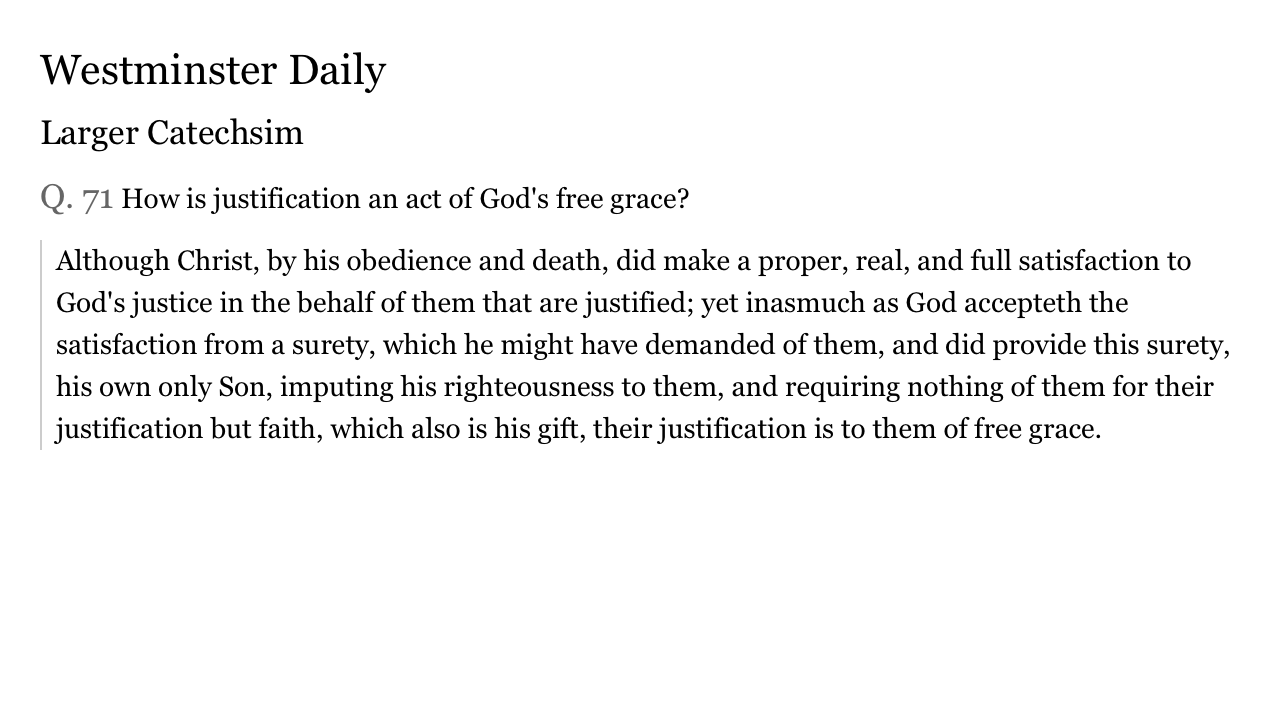 Westminster Daily
Larger Catechsim
Q. 71 How is justification an act of God's free grace?
Although Christ, by his obedience and death, did make a proper, real, and full satisfaction to
God's justice in the behalf of them that are justified; yet inasmuch as God accepteth the
satisfaction from a surety, which he might have demanded of them, and did provide this surety,
his own only Son, imputing his righteousness to them, and requiring nothing of them for their
justification but faith, which also is his gift, their justification is to them of free grace.